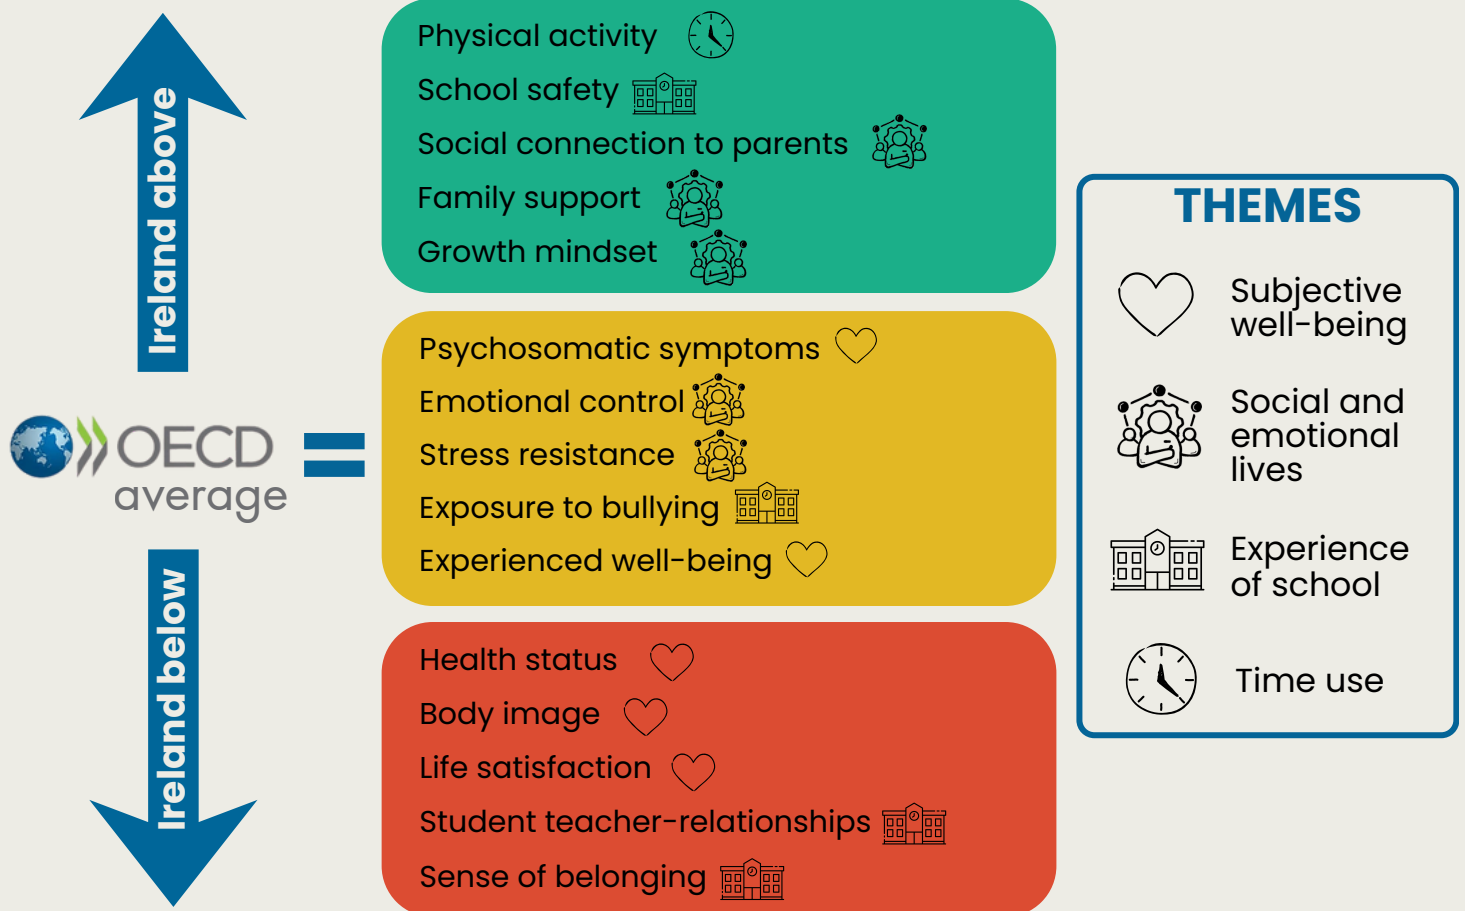 Ireland above
OECD
average
Ireland below
Physical activity
School safety
Social connection to parents
Family support
Growth mindset
Psychosomatic symptoms
Emotional control
Stress resistance
Exposure to bullying
Experienced well-being
Health status
Body image
Life satisfaction
Student teacher-relationships
Sense of belonging
THEMES
Subjective
well-being
Social and
emotional
lives
Experience
of school
Time use